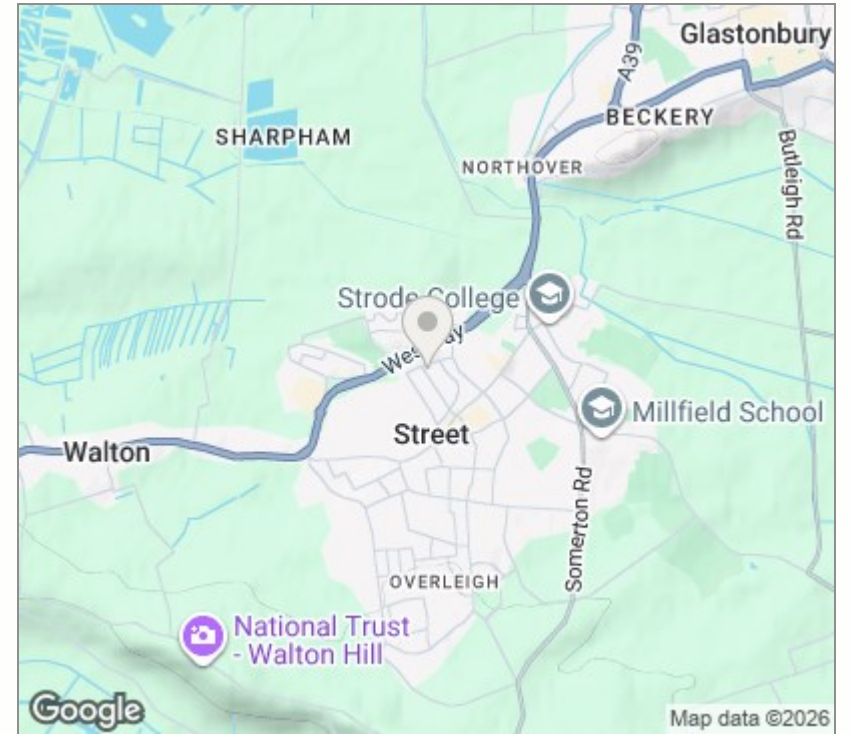 Glastonbury
A39
BECKERY
SHARPHAM
NORTHOVER
Butleigh Rd
Strode College
Westway
Millfield School
Street
Walton
Somerton Rd
OVERLEIGH
National Trust
- Walton Hill
Google
Map data ©2026